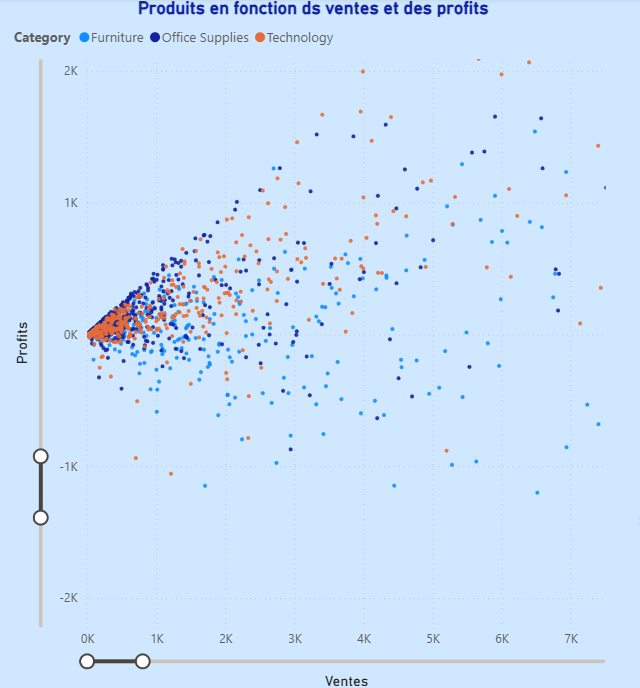 Produits en fonction ds ventes et des profits
Category Furniture Office Supplies Technology
2K
1K
0K
-1K
-2K
Profits
0K 1K 2K 3K 4K 5K 6K 7K
Ventes